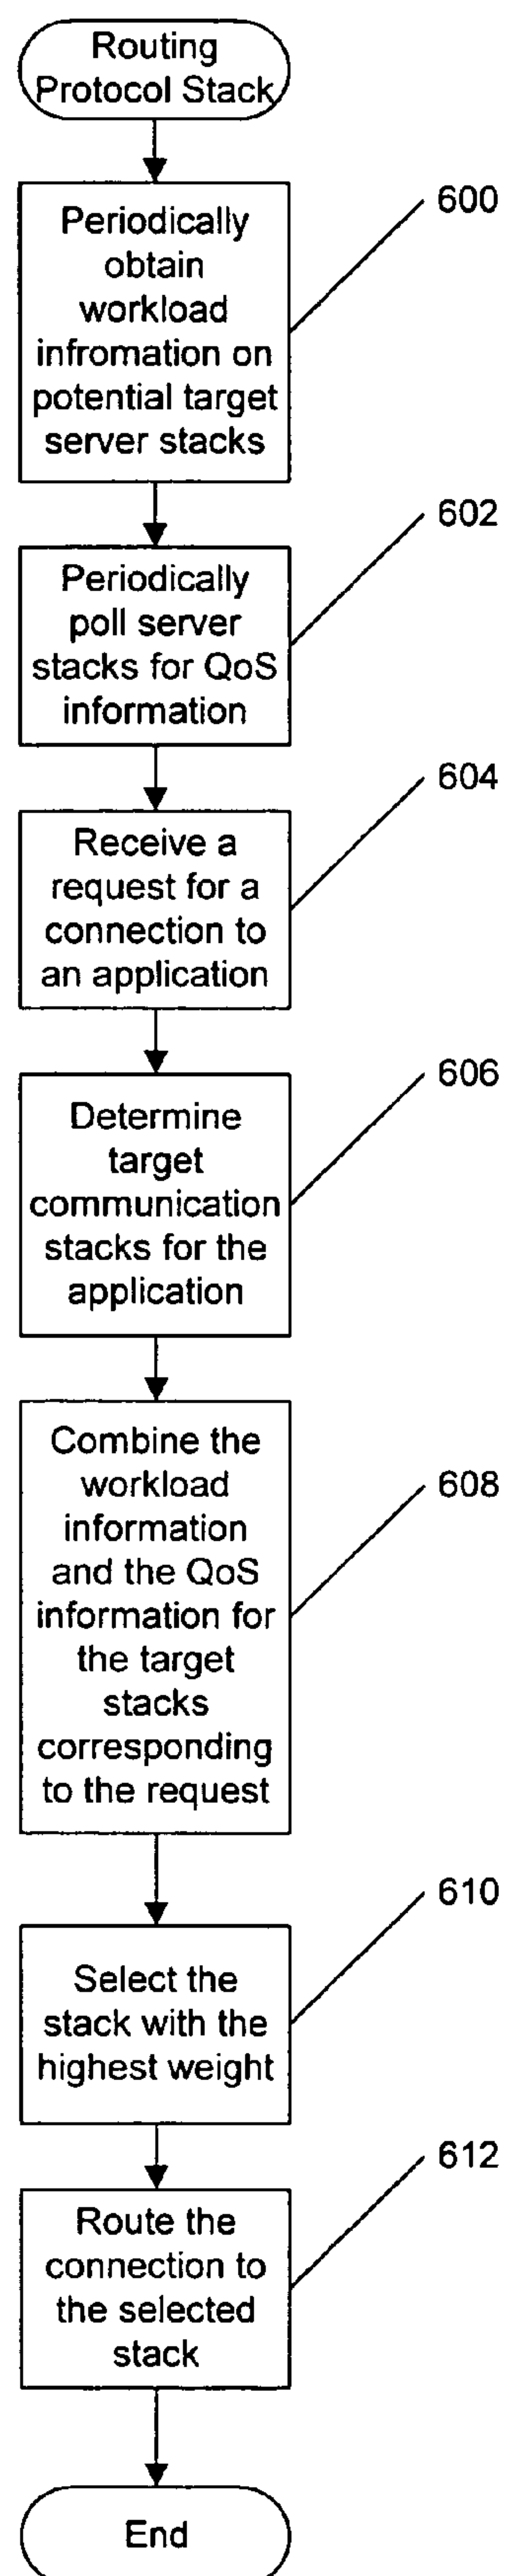 Routing
Protocol Stack
Periodically
obtain
workload
infromation on
potential target
server stacks
600
Periodically
poll server
stacks for QoS
information
602
Receive a
request for a
connection to
an application
604
Determine
target
communication
stacks for the
application
606
Combine the
workload
information
and the QoS
information for
the target
stacks
corresponding
to the request
608
Select the
stack with the
highest weight
610
Route the
connection to
the selected
stack
612
End